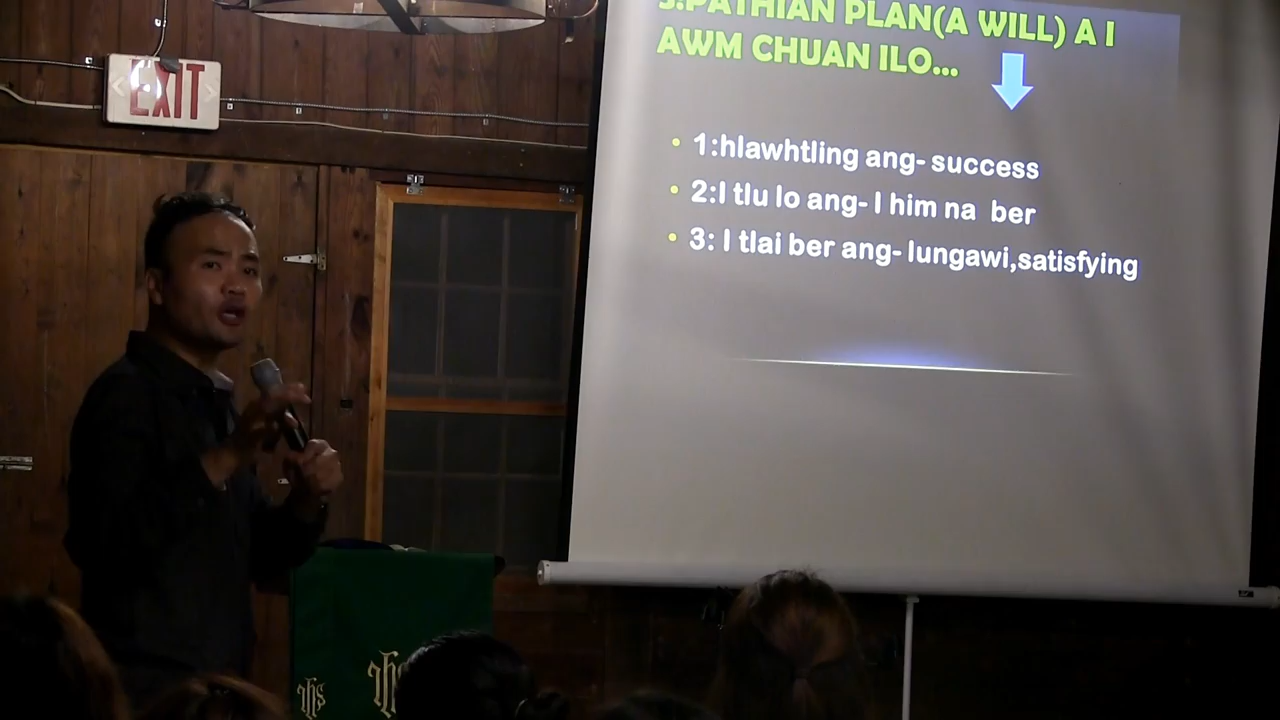 EXIT
3.PATHIAN PLAN(A WILL) A I
AWM CHUAN ILO...
1:hlawhtling ang- success
2:I tlu lo ang- I him na ber
3: I tlai ber ang- lungawi,satisfying